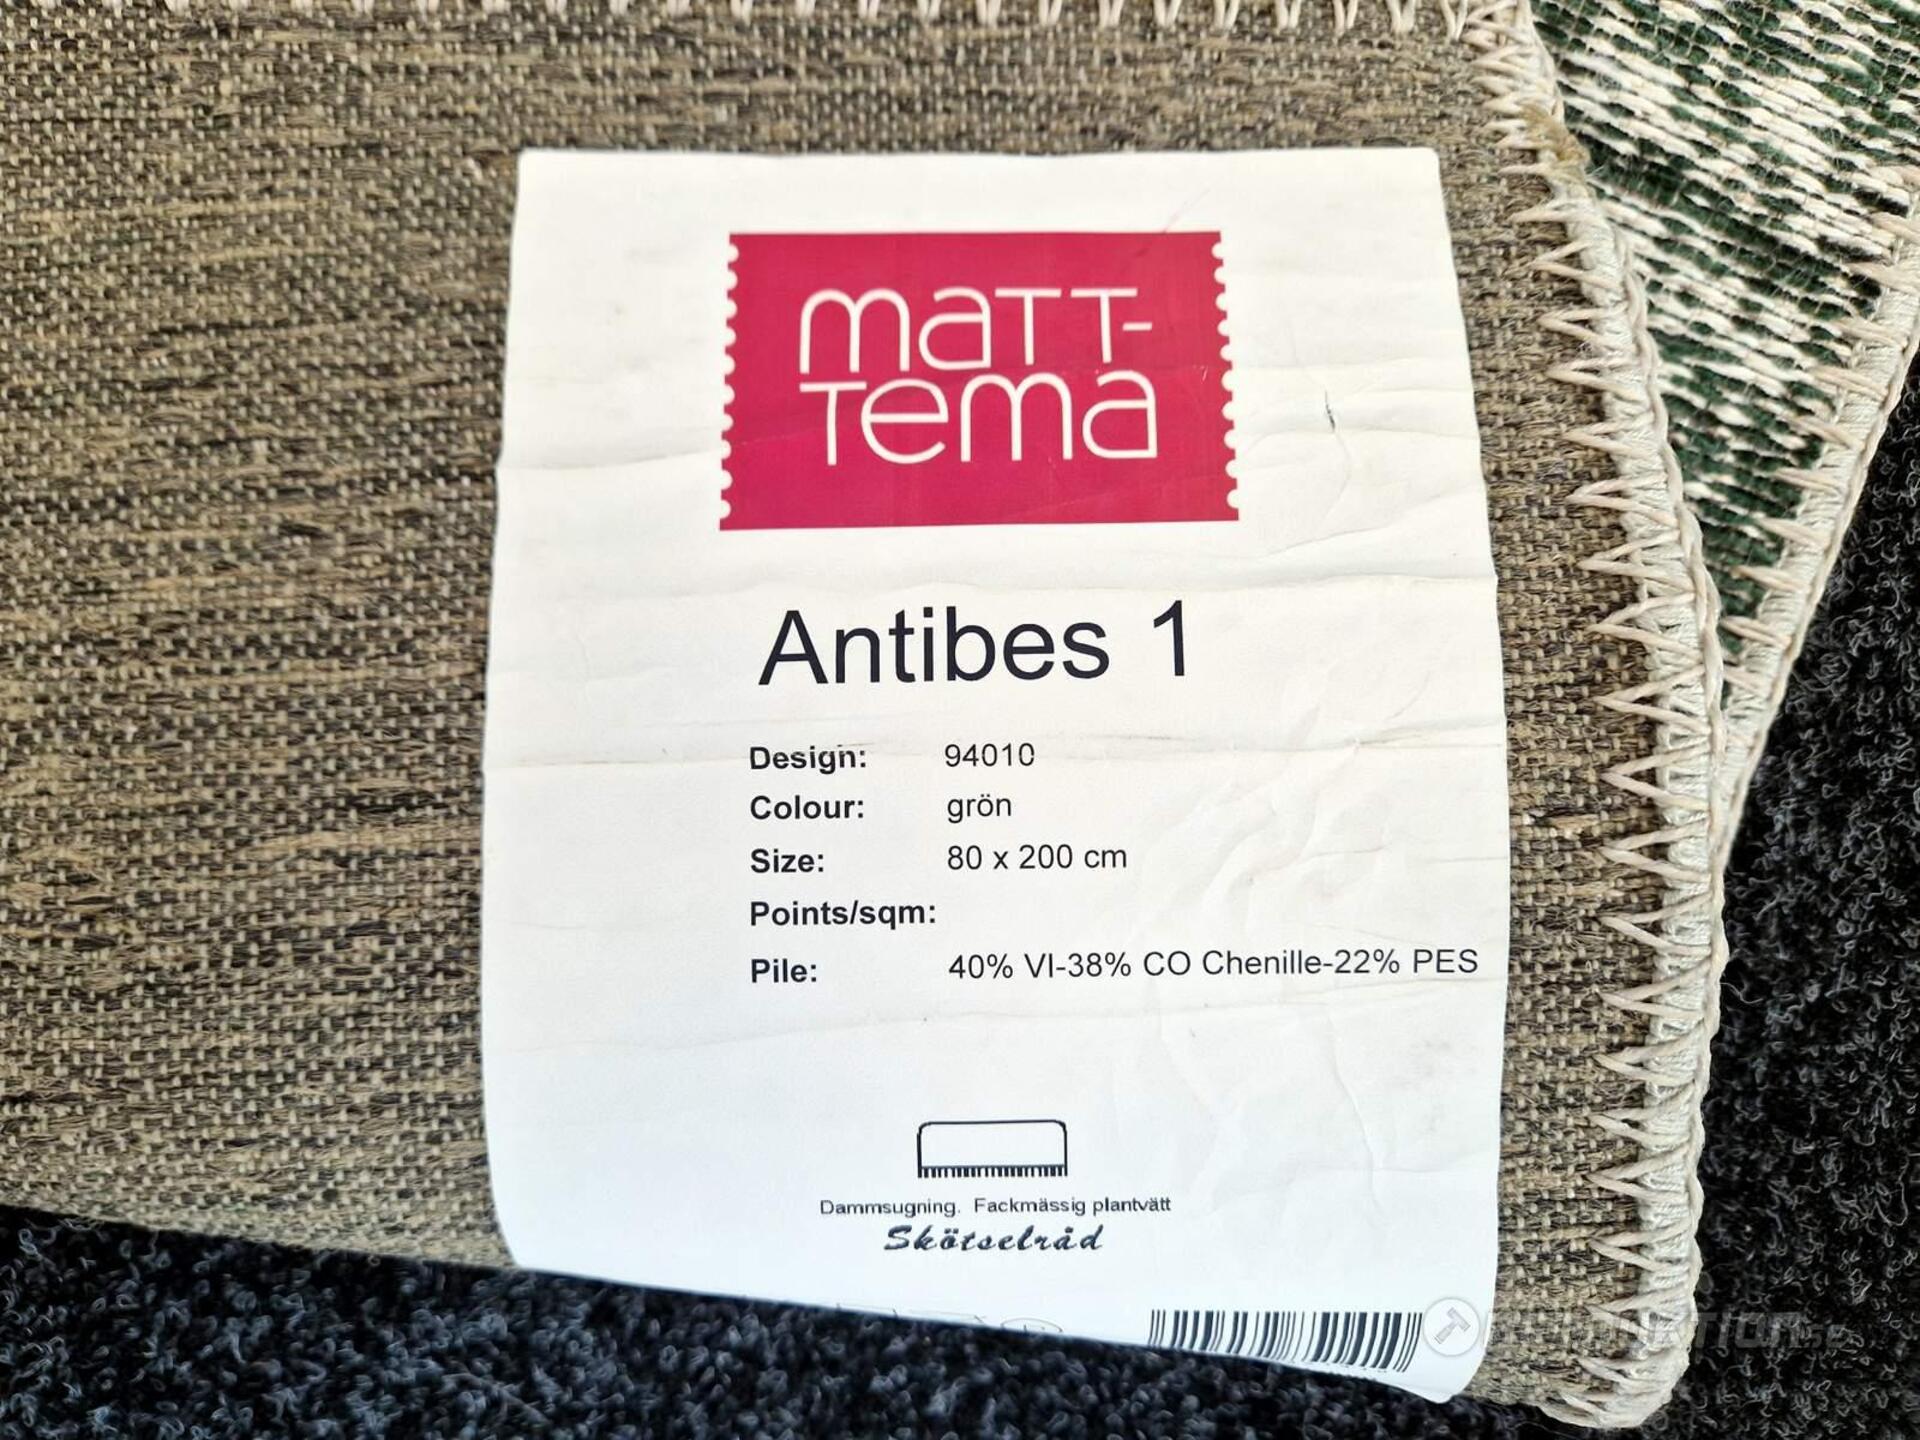 matt-
tema
Antibes 1
Design: 94010
Colour: grön
Size: 80 x 200 cm
Points/sqm:
Pile: 40% VI-38% CO Chenille-22% PES
Dammsugning. Fackmässig plantvätt
Skötselråd